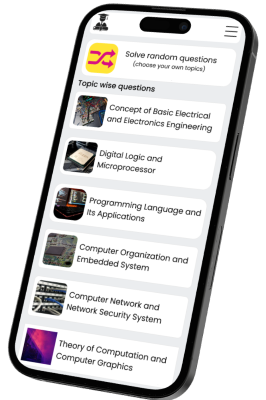 Solve random questions
(choose your own topics)
Topic wise questions
Concept of Basic Electrical
and Electronics Engineering
Digital Logic and
Microprocessor
Programming Language and
Its Applications
Computer Organization and
Embedded System
Computer Network and
Network Security System
Theory of Computation and
Computer Graphics